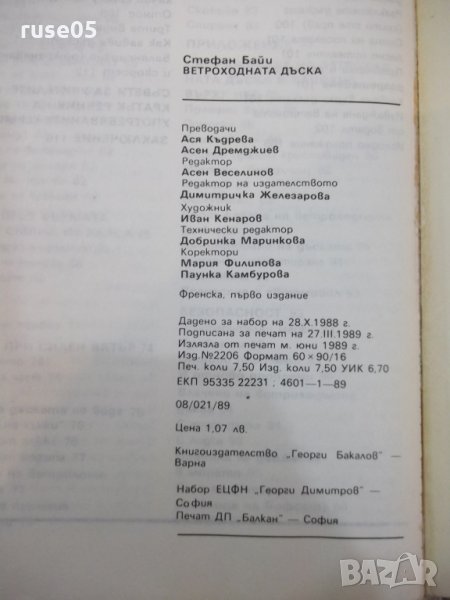 ruse05
Стефан Байи
ВЕТРОХОДНАТА ДЪСКА
Преводачи
Ася Къдрева
Асен Дремджиев
Редактор
Асен Веселинов
Редактор на издателството
Димитричка Железарова
Художник
Иван Кенаров
Технически редактор
Добринка Маринкова
Коректори
Мария Филипова
Паунка Камбурова
Френска, първо издание
Дадено за набор на 28.X.1988 г.
Подписана за печат на 27.III.1989 г.
Излязла от печат м. юни 1989 г.
Изд.№2206 Формат 60×90/16
Печ. коли 7,50 Изд. коли 7,50 УИК 6,70
ЕКП 95335 22231 ; 4601—1—89
08/021/89
Цена 1,07 лв.
Книгоиздателство „Георги Бакалов" —
Варна
Набор ЕЦФН „Георги Димитров" —
София
Печат ДП „Балкан" — София
BAZAR